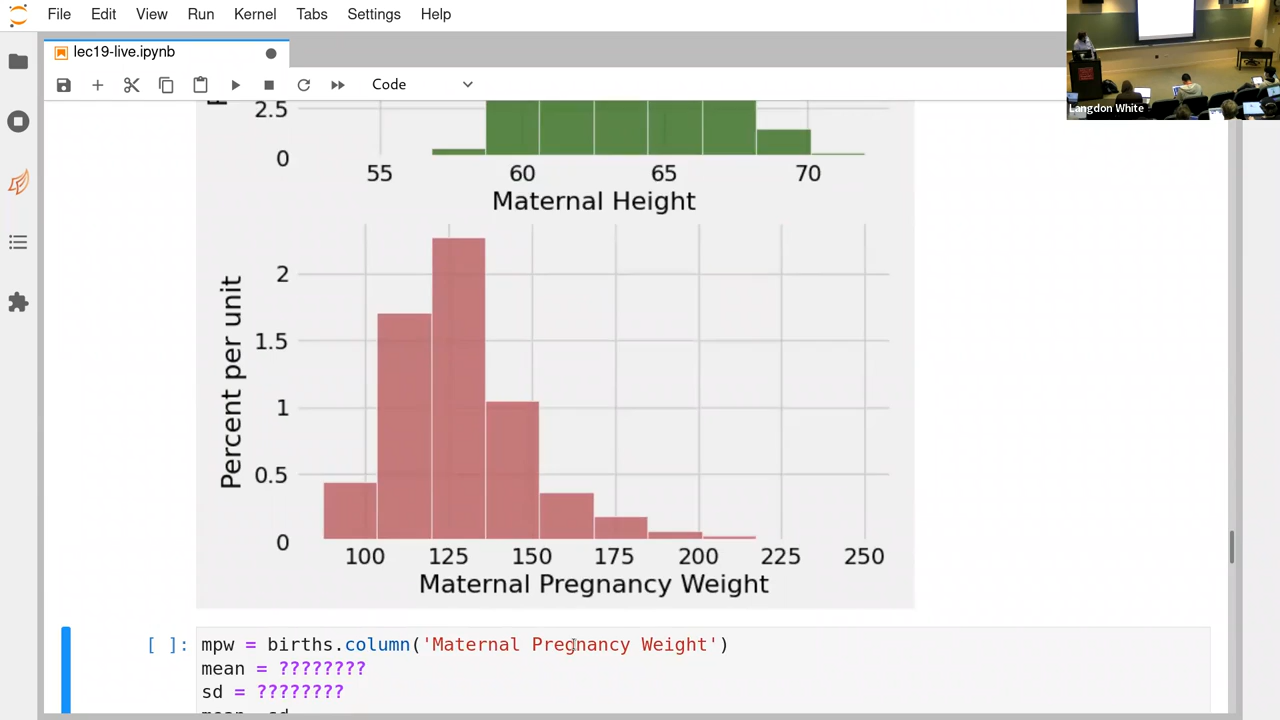 File Edit View Run Kernel Tabs Settings Help
lec19-live.ipynb
Code
Langdon White
2.5
0
55 60 65 70
Maternal Height
Percent per unit
2
1.5
1
0.5
0
100 125 150 175 200 225 250
Maternal Pregnancy Weight
[ ]: mpw = births.column('Maternal Pregnancy Weight')
mean = ????????
sd = ????????
mean, sd